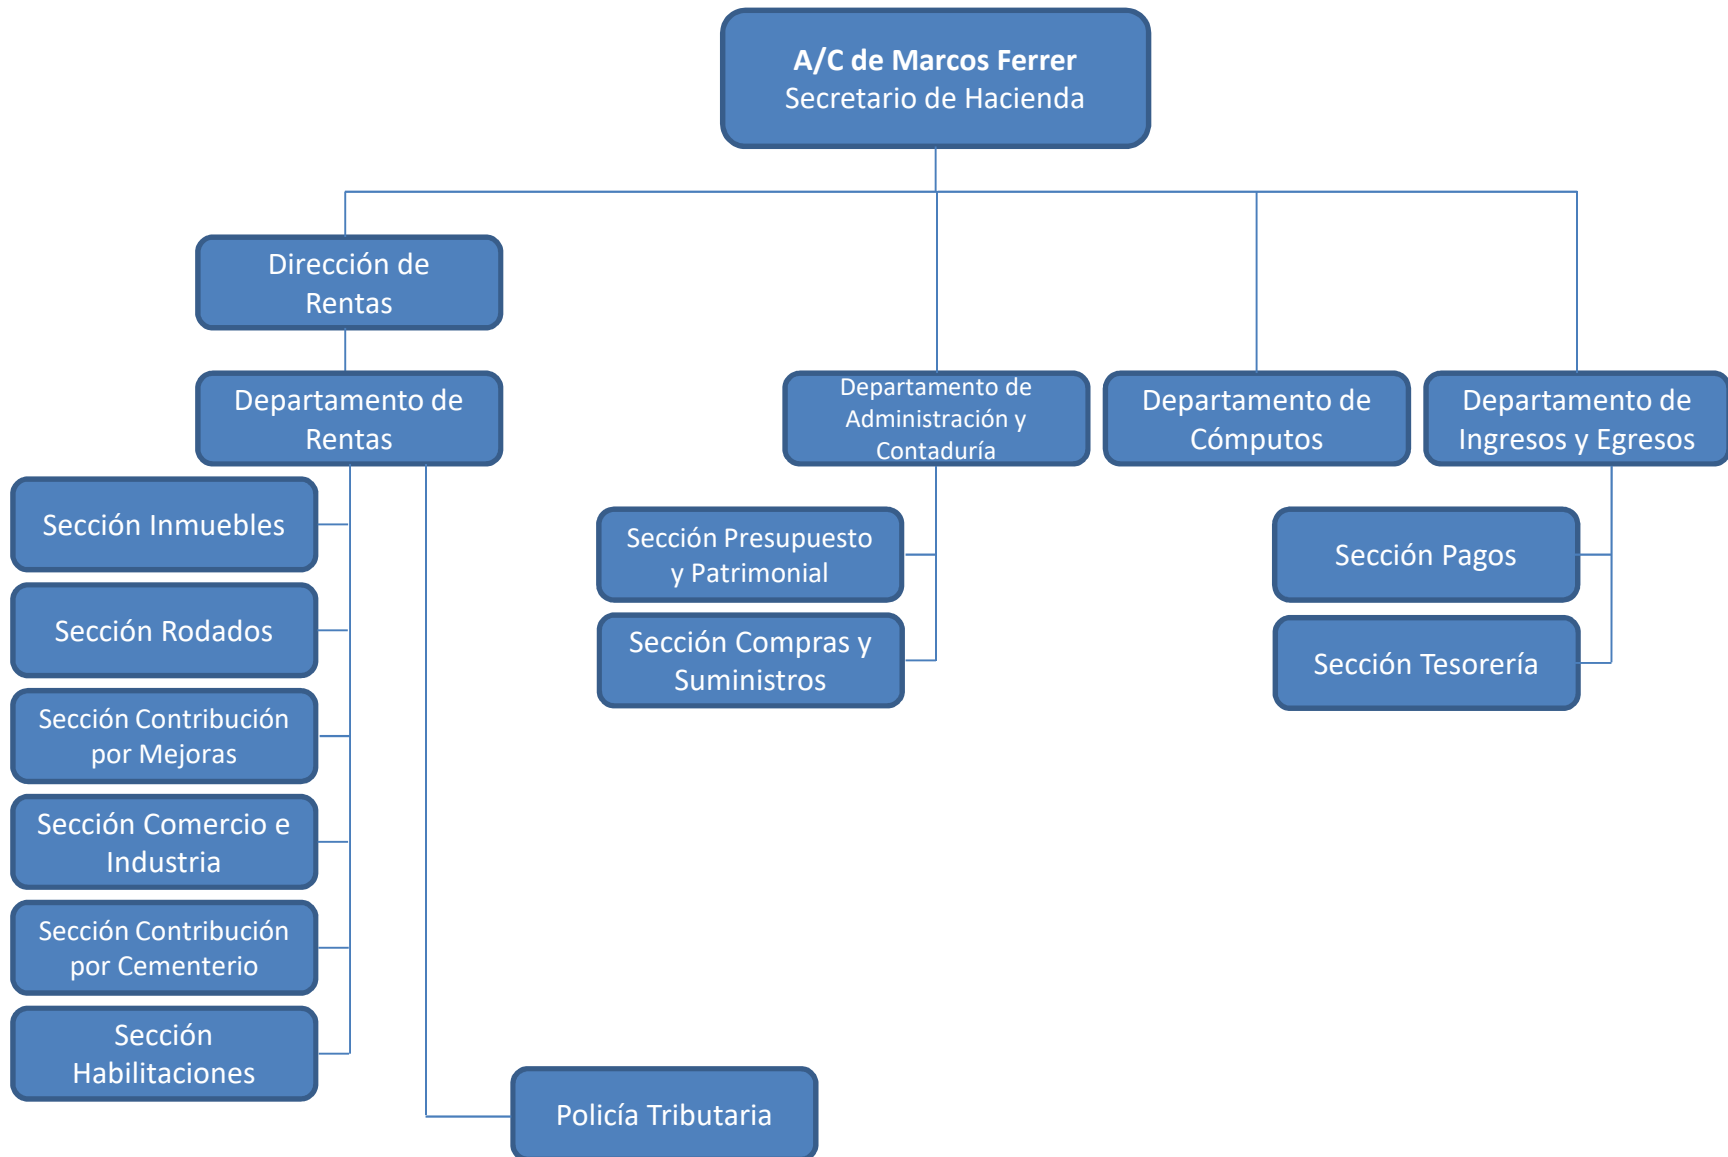 A/C de Marcos Ferrer
Secretario de Hacienda
Dirección de
Rentas
Departamento de
Rentas
Departamento de
Administración y
Contaduría
Departamento de
Cómputos
Departamento de
Ingresos y Egresos
Sección Inmuebles
Sección Rodados
Sección Contribución
por Mejoras
Sección Comercio e
Industria
Sección Contribución
por Cementerio
Sección
Habilitaciones
Policía Tributaria
Sección Presupuesto
y Patrimonial
Sección Compras y
Suministros
Sección Pagos
Sección Tesorería